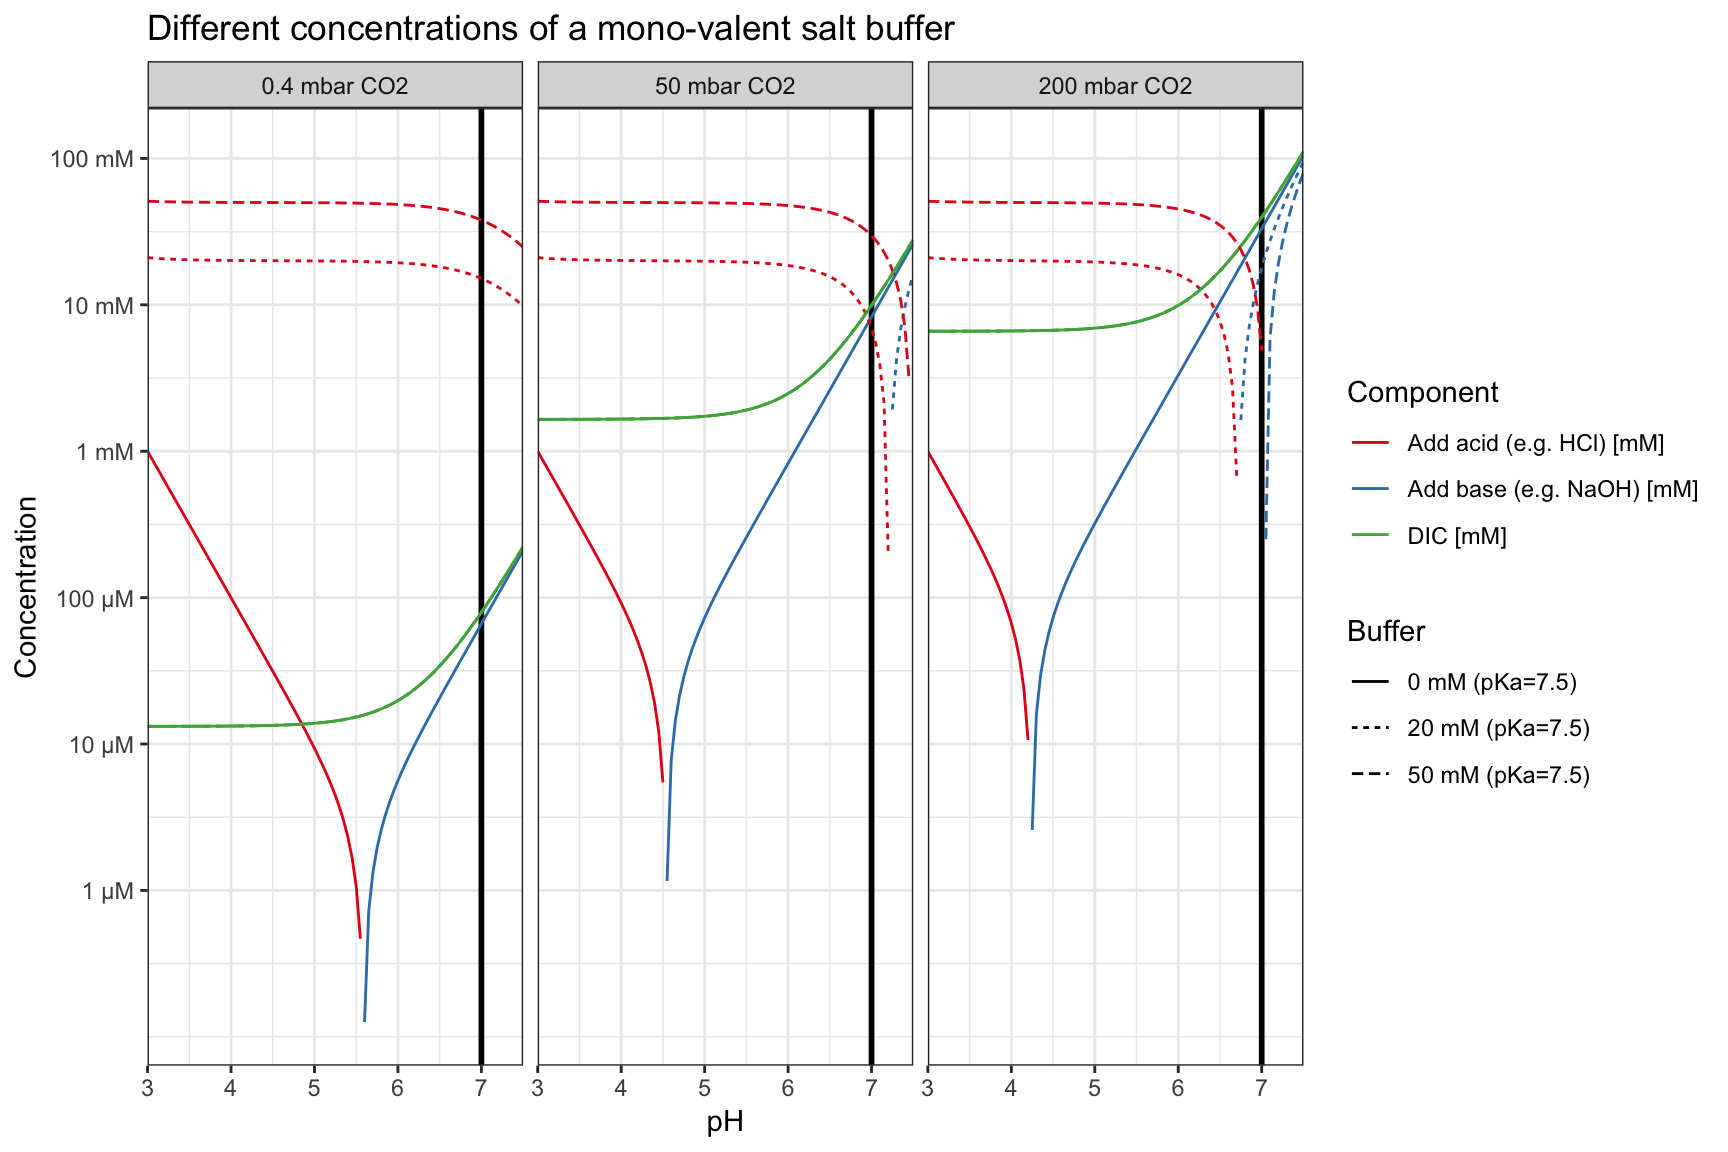 Different concentrations of a mono-valent salt buffer
0.4 mbar CO2
50 mbar CO2
200 mbar CO2
100 mM
10 mM
1 mM
100 µM
10 µM
1 µM
Concentration
3 4 5 6 7
3 4 5 6 7
3 4 5 6 7
pH
Component
Add acid (e.g. HCl) [mM]
Add base (e.g. NaOH) [mM]
DIC [mM]
Buffer
0 mM (pKa=7.5)
20 mM (pKa=7.5)
50 mM (pKa=7.5)